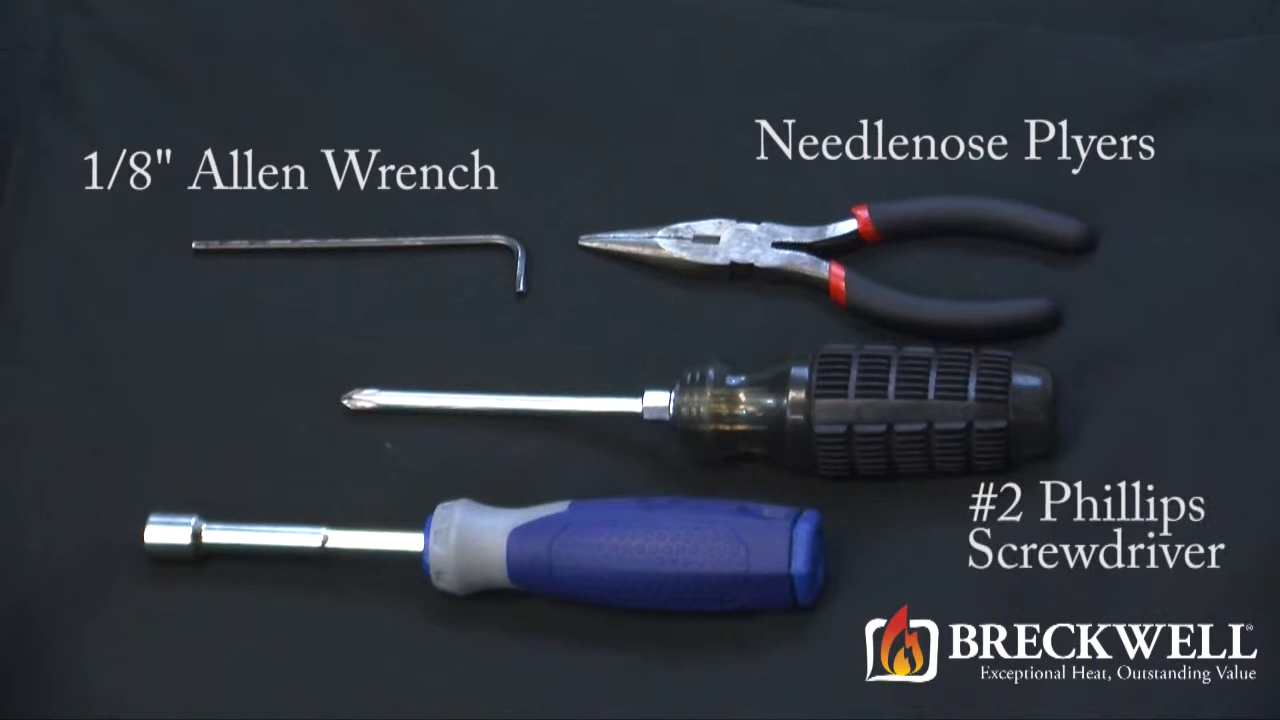 1/8" Allen Wrench
Needlenose Plyers
#2 Phillips
Screwdriver
BRECKWELL®
Exceptional Heat, Outstanding Value